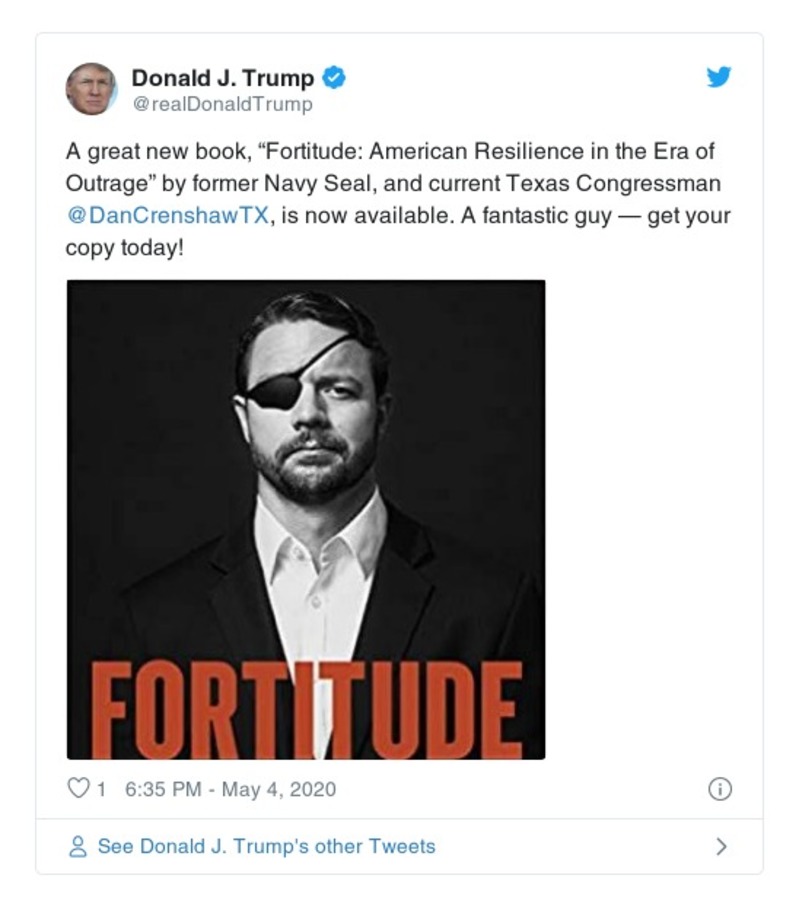 Donald J. Trump
@realDonaldTrump
A great new book, “Fortitude: American Resilience in the Era of
Outrage” by former Navy Seal, and current Texas Congressman
@DanCrenshawTX, is now available. A fantastic guy — get your
copy today!
FORTITUDE
1 6:35 PM - May 4, 2020
See Donald J. Trump's other Tweets